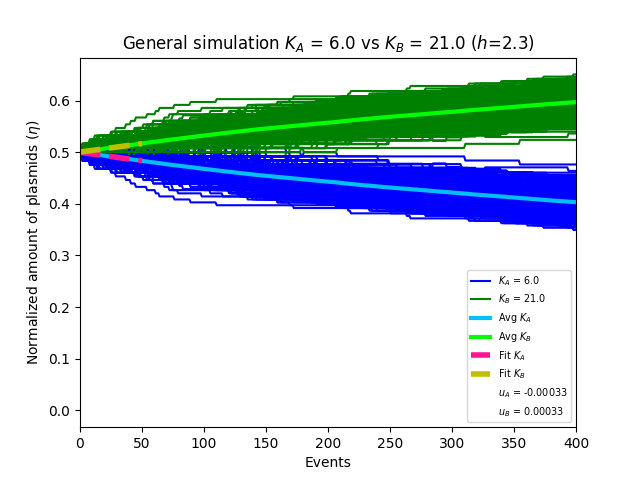 General simulation K_A = 6.0 vs K_B = 21.0 (h=2.3)
Normalized amount of plasmids (η)
0.6
0.5
0.4
0.3
0.2
0.1
0.0
K_A = 6.0
K_B = 21.0
Avg K_A
Avg K_B
Fit K_A
Fit K_B
u_A = -0.00033
u_B = 0.00033
0 50 100 150 200 250 300 350 400
Events